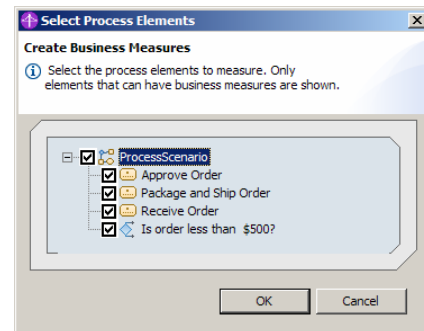 Select Process Elements
Create Business Measures
Select the process elements to measure. Only
elements that can have business measures are shown.
ProcessScenario
Approve Order
Package and Ship Order
Receive Order
Is order less than $500?
OK Cancel